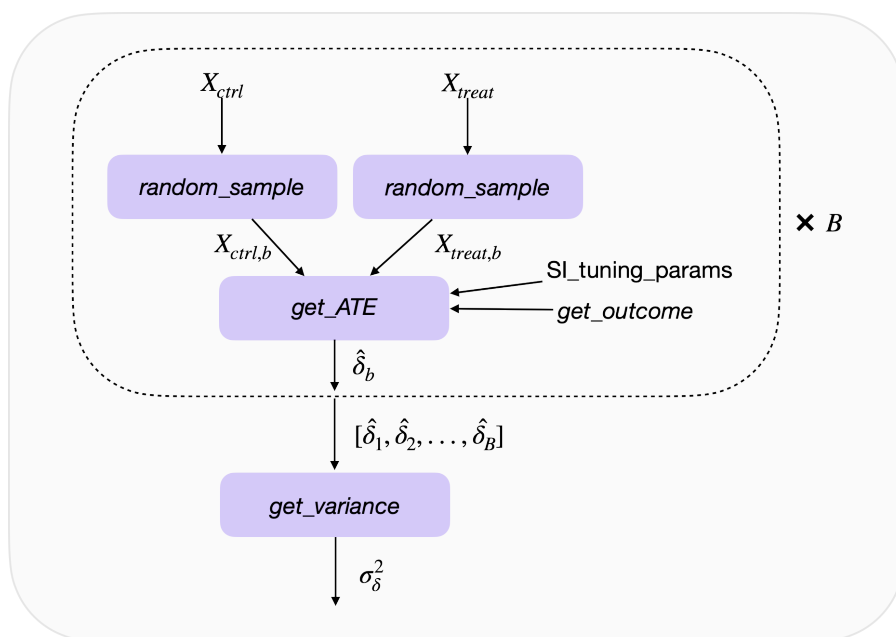 X_ctrl X_treat
random_sample random_sample
× B
X_ctrl,b X_treat,b
SI_tuning_params
get_ATE
get_outcome
δ̂_b
[δ̂_1, δ̂_2, . . . , δ̂_B]
get_variance
σ_δ^2